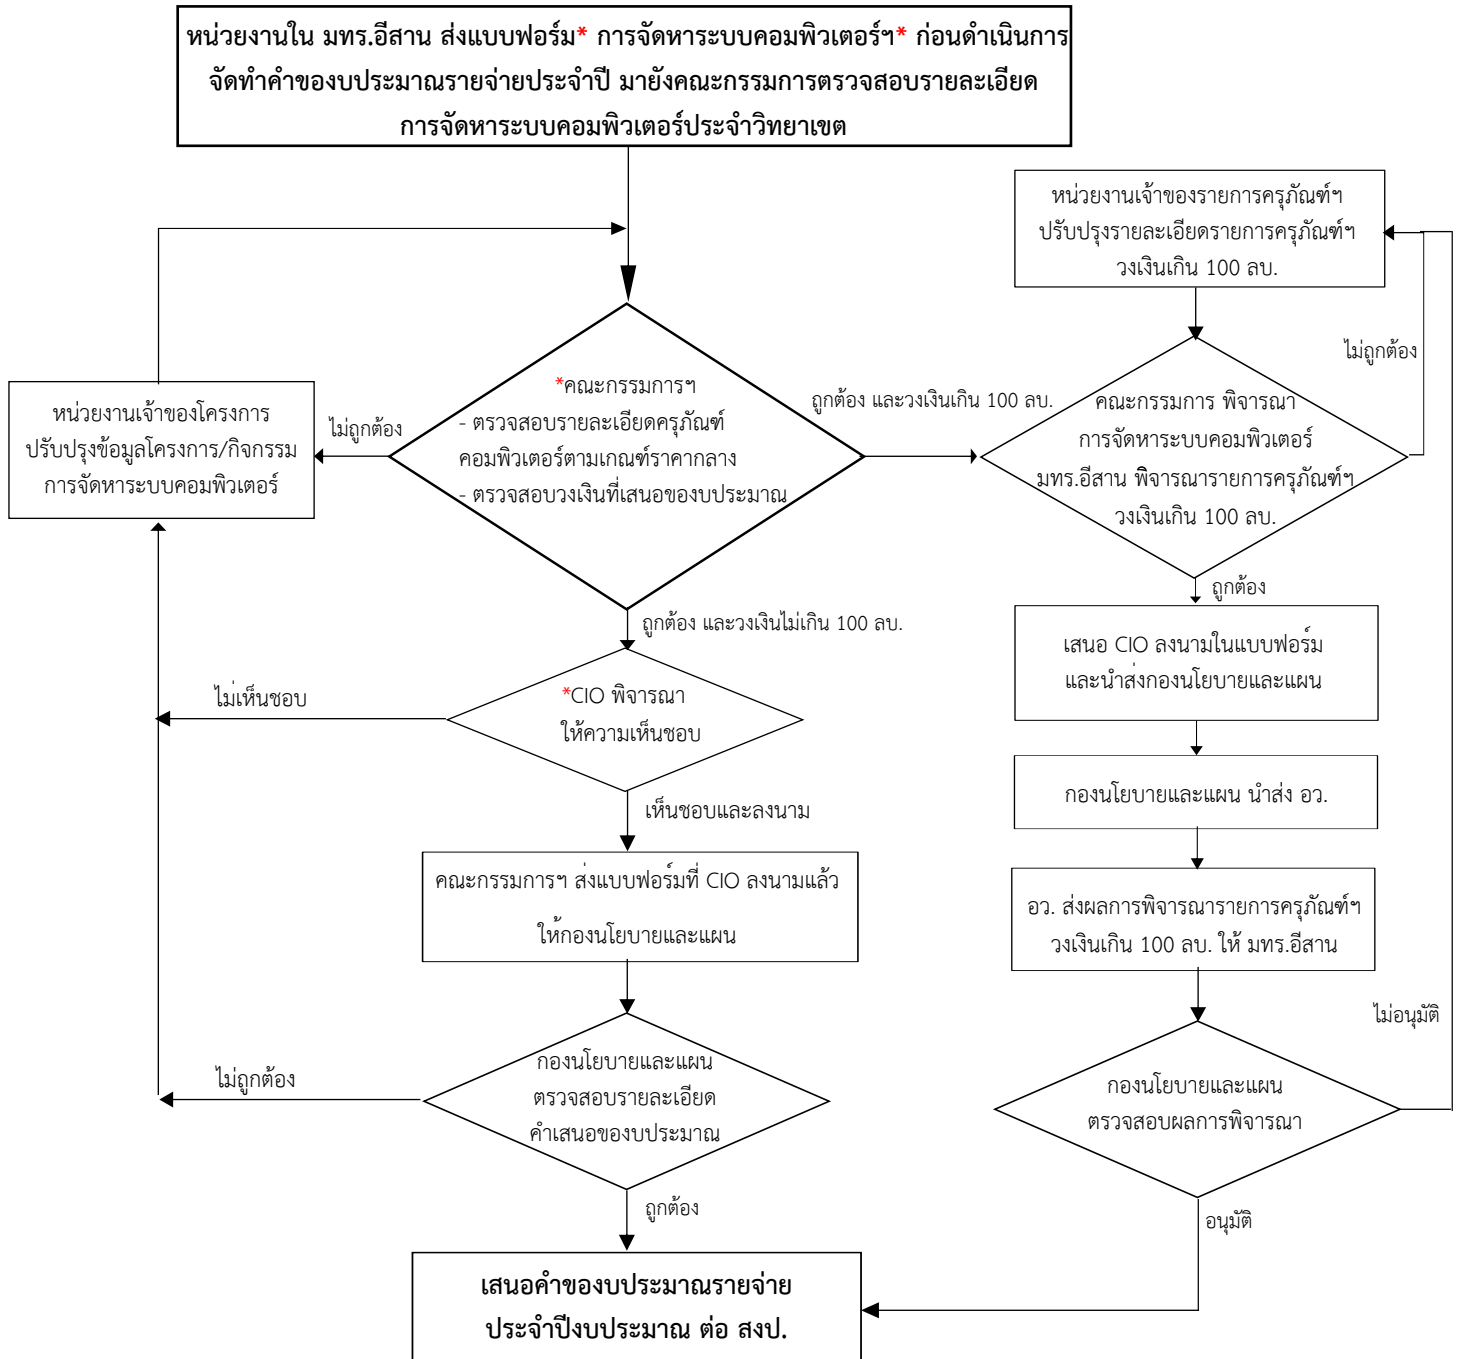 หน่วยงานใน มทร.อีสาน ส่งแบบฟอร์ม* การจัดหาระบบคอมพิวเตอร์ฯ* ก่อนดำเนินการ
จัดทำคำของบประมาณรายจ่ายประจำปี มายังคณะกรรมการตรวจสอบรายละเอียด
การจัดหาระบบคอมพิวเตอร์ประจำวิทยาเขต
หน่วยงานเจ้าของรายการครุภัณฑ์ฯ
ปรับปรุงรายละเอียดรายการครุภัณฑ์ฯ
วงเงินเกิน 100 ลบ.
ไม่ถูกต้อง
หน่วยงานเจ้าของโครงการ
ปรับปรุงข้อมูลโครงการ/กิจกรรม
การจัดหาระบบคอมพิวเตอร์
ไม่ถูกต้อง
*คณะกรรมการฯ
- ตรวจสอบรายละเอียดครุภัณฑ์
คอมพิวเตอร์ตามเกณฑ์ราคากลาง
- ตรวจสอบวงเงินที่เสนอของบประมาณ
ถูกต้อง และวงเงินเกิน 100 ลบ.
คณะกรรมการ พิจารณา
การจัดหาระบบคอมพิวเตอร์
มทร.อีสาน พิจารณารายการครุภัณฑ์ฯ
วงเงินเกิน 100 ลบ.
ถูกต้อง
ถูกต้อง และวงเงินไม่เกิน 100 ลบ.
เสนอ CIO ลงนามในแบบฟอร์ม
และนำส่งกองนโยบายและแผน
ไม่เห็นชอบ
*CIO พิจารณา
ให้ความเห็นชอบ
เห็นชอบและลงนาม
กองนโยบายและแผน นำส่ง อว.
คณะกรรมการฯ ส่งแบบฟอร์มที่ CIO ลงนามแล้ว
ให้กองนโยบายและแผน
อว. ส่งผลการพิจารณารายการครุภัณฑ์ฯ
วงเงินเกิน 100 ลบ. ให้ มทร.อีสาน
ไม่อนุมัติ
ไม่ถูกต้อง
กองนโยบายและแผน
ตรวจสอบรายละเอียด
คำเสนอของบประมาณ
กองนโยบายและแผน
ตรวจสอบผลการพิจารณา
ถูกต้อง
อนุมัติ
เสนอคำของบประมาณรายจ่าย
ประจำปีงบประมาณ ต่อ สงป.